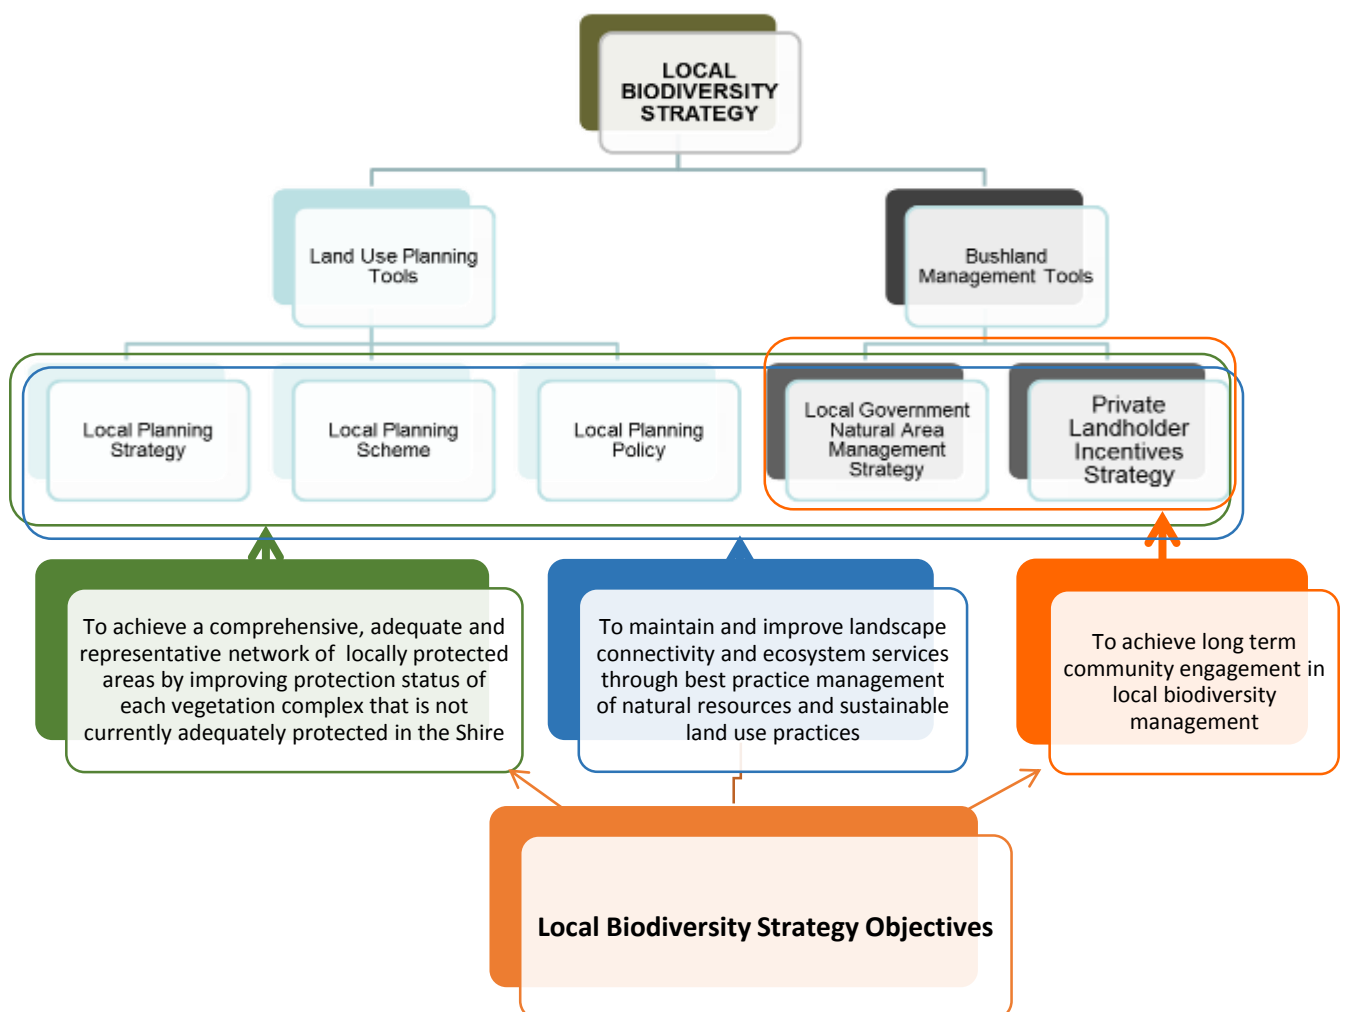 LOCAL
BIODIVERSITY
STRATEGY
Land Use Planning
Tools
Bushland
Management Tools
Local Planning
Strategy
Local Planning
Scheme
Local Planning
Policy
Local Government
Natural Area
Management
Strategy
Private
Landholder
Incentives
Strategy
To achieve a comprehensive, adequate and
representative network of locally protected
areas by improving protection status of
each vegetation complex that is not
currently adequately protected in the Shire
To maintain and improve landscape
connectivity and ecosystem services
through best practice management
of natural resources and sustainable
land use practices
To achieve long term
community engagement in
local biodiversity
management
Local Biodiversity Strategy Objectives